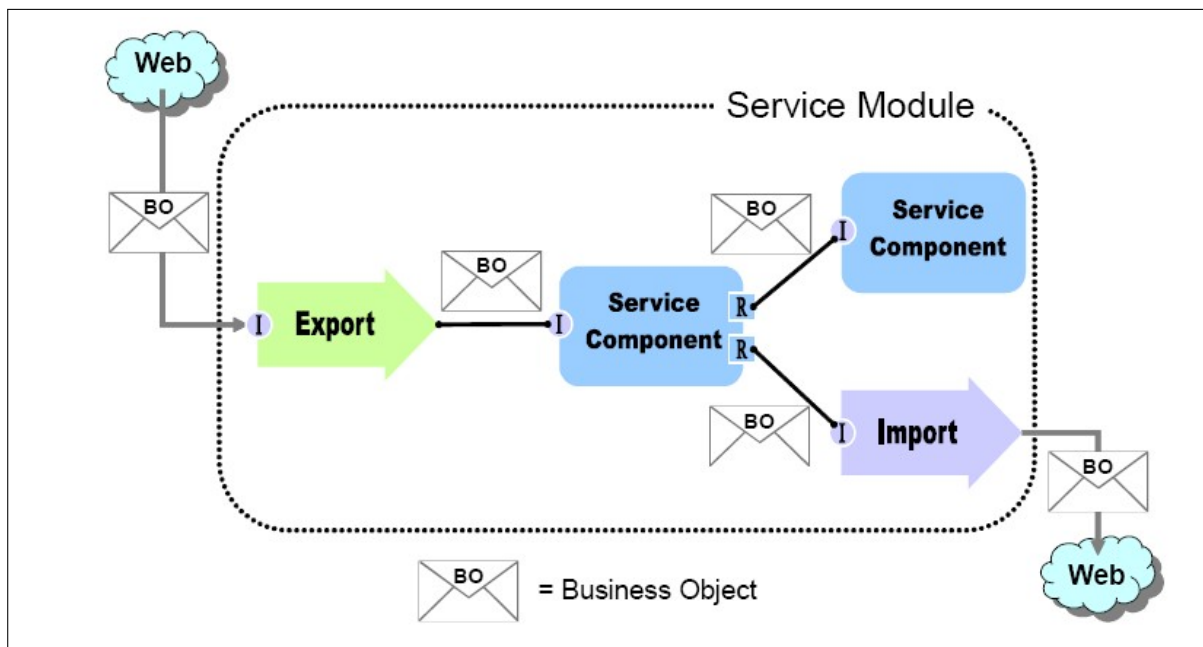 Web
Service Module
BO
BO
Service
Component
I
BO
I
Export
I
Service
Component
R
R
BO
I
Import
BO
Web
BO
= Business Object